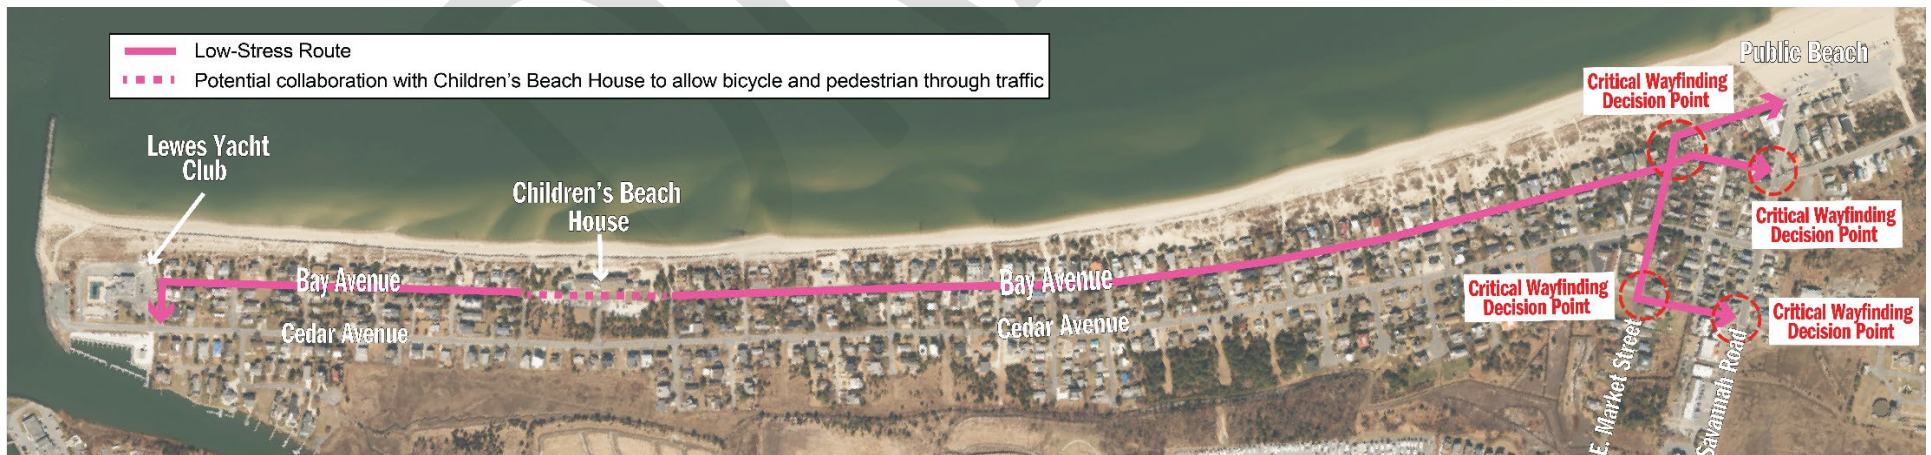 Low-Stress Route
Potential collaboration with Children's Beach House to allow bicycle and pedestrian through traffic
Public Beach
Critical Wayfinding
Decision Point
Lewes Yacht
Club
Children's Beach
House
Critical Wayfinding
Decision Point
Bay Avenue
Bay Avenue
Critical Wayfinding
Decision Point
Critical Wayfinding
Decision Point
Cedar Avenue
Cedar Avenue
E. Market Street
Savannah Road